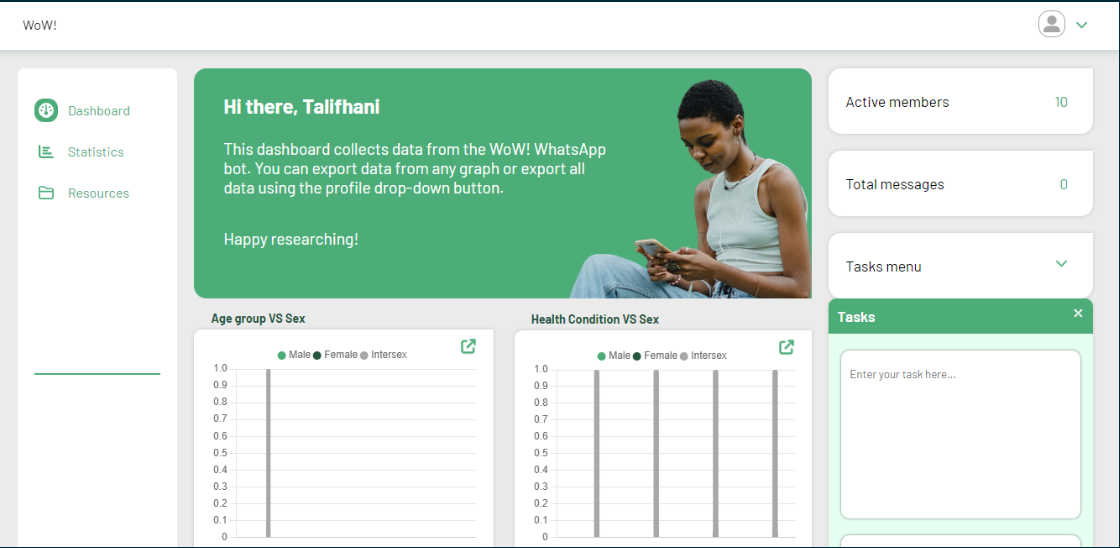 WoW!
Dashboard
Statistics
Resources
Hi there, Talifhani
This dashboard collects data from the WoW! WhatsApp
bot. You can export data from any graph or export all
data using the profile drop-down button.
Happy researching!
Active members 10
Total messages 0
Tasks menu
Tasks ×
Enter your task here...
Age group VS Sex
Male Female Intersex
1.0
0.9
0.8
0.7
0.6
0.5
0.4
0.3
0.2
0.1
0
Health Condition VS Sex
Male Female Intersex
1.0
0.9
0.8
0.7
0.6
0.5
0.4
0.3
0.2
0.1
0